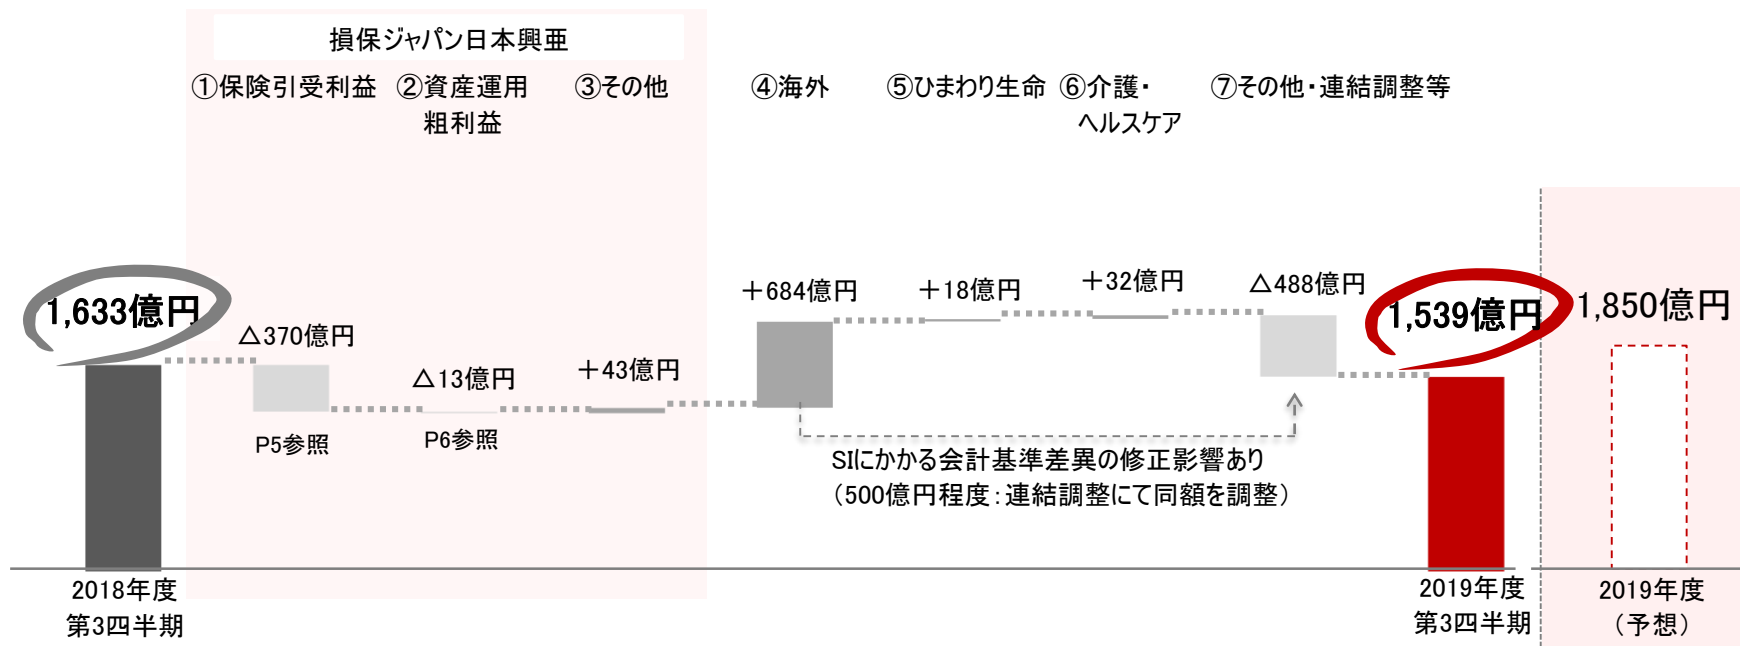 損保ジャパン日本興亜
①保険引受利益
②資産運用
粗利益
③その他
④海外
⑤ひまわり生命
⑥介護・
ヘルスケア
⑦その他・連結調整等
1,633億円
△370億円
P5参照
△13億円
P6参照
＋43億円
＋684億円
＋18億円
＋32億円
△488億円
1,539億円
1,850億円
SIにかかる会計基準差異の修正影響あり
（500億円程度：連結調整にて同額を調整）
2018年度
第3四半期
2019年度
第3四半期
2019年度
（予想）